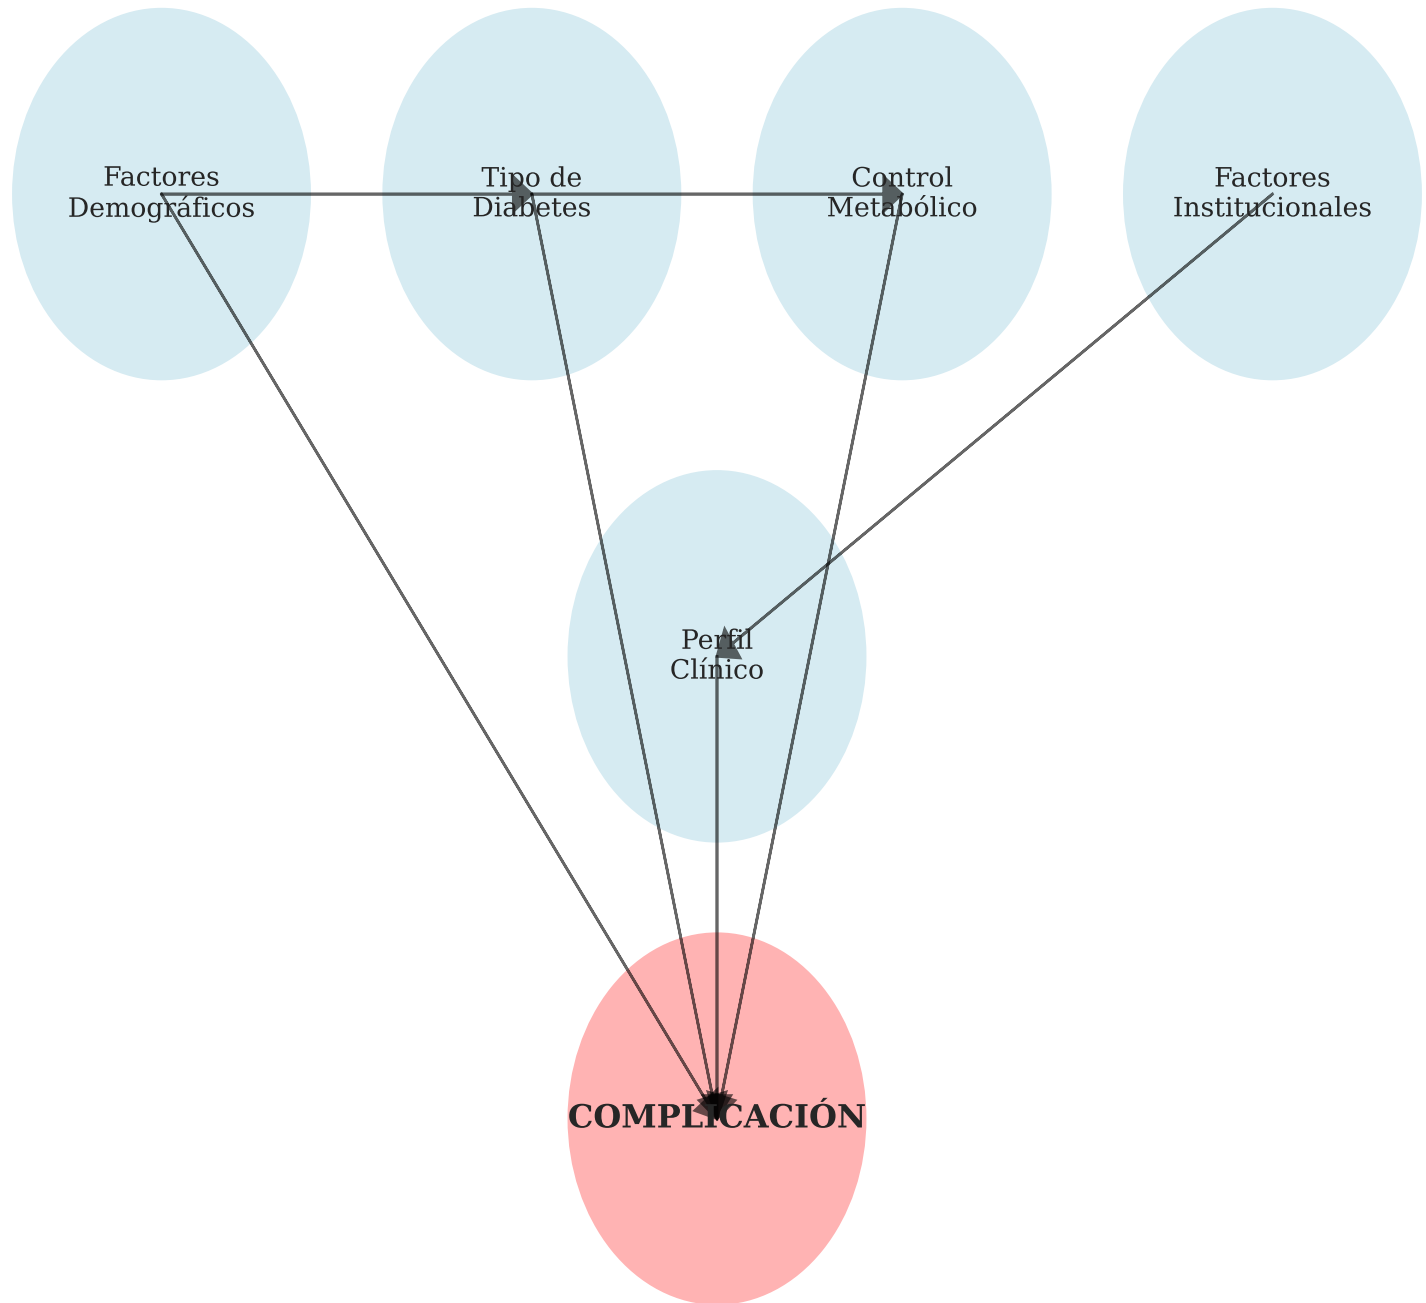 Factores
Demográficos
Tipo de
Diabetes
Control
Metabólico
Factores
Institucionales
Perfil
Clínico
COMPLICACIÓN